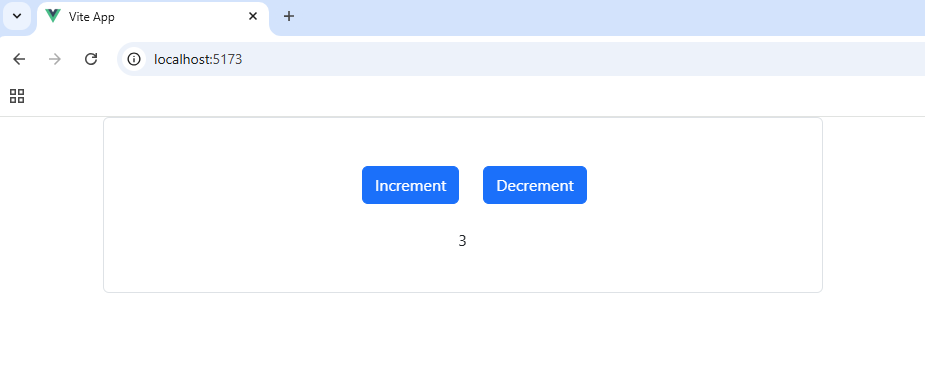 Vite App
localhost:5173
Increment Decrement
3